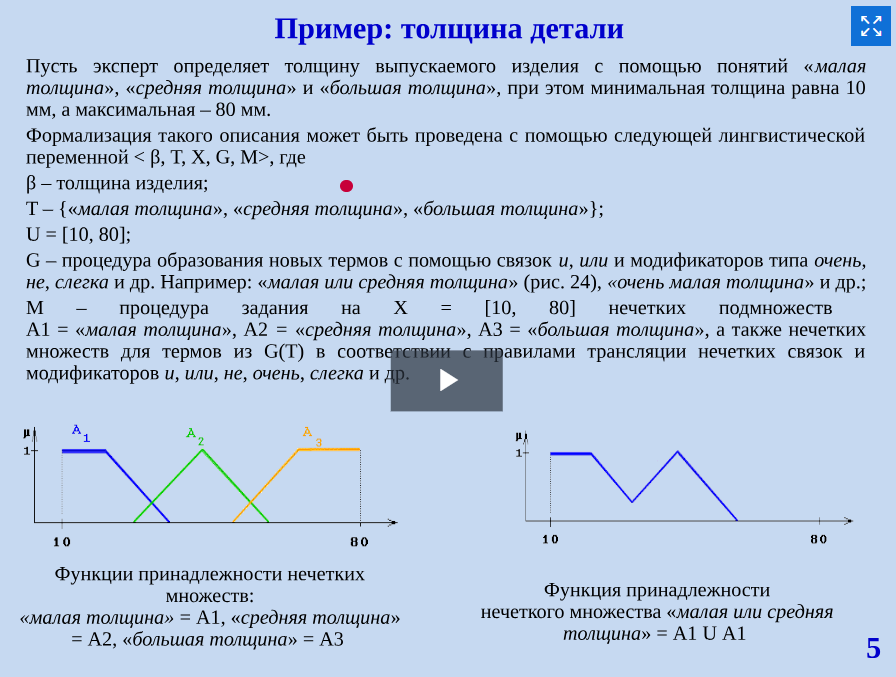 Пример: толщина детали
Пусть эксперт определяет толщину выпускаемого изделия с помощью понятий «малая
толщина», «средняя толщина» и «большая толщина», при этом минимальная толщина равна 10
мм, а максимальная – 80 мм.
Формализация такого описания может быть проведена с помощью следующей лингвистической
переменной < β, T, X, G, M>, где
β – толщина изделия;
T – {«малая толщина», «средняя толщина», «большая толщина»};
U = [10, 80];
G – процедура образования новых термов с помощью связок и, или и модификаторов типа очень,
не, слегка и др. Например: «малая или средняя толщина» (рис. 24), «очень малая толщина» и др.;
M – процедура задания на X = [10, 80] нечетких подмножеств
A1 = «малая толщина», A2 = «средняя толщина», A3 = «большая толщина», а также нечетких
множеств для термов из G(T) в соответствии с правилами трансляции нечетких связок и
модификаторов и, или, не, очень, слегка и др.
μ A1 A2 A3
1
10 80
Функции принадлежности нечетких
множеств:
«малая толщина» = A1, «средняя толщина»
= A2, «большая толщина» = A3
μ
1
10 80
Функция принадлежности
нечеткого множества «малая или средняя
толщина» = A1 U A1
5